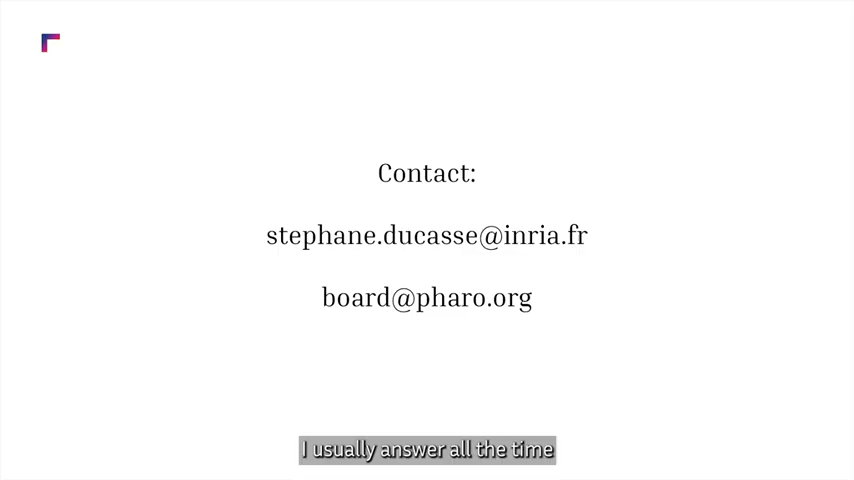 Contact:
stephane.ducasse@inria.fr
board@pharo.org
I usually answer all the time